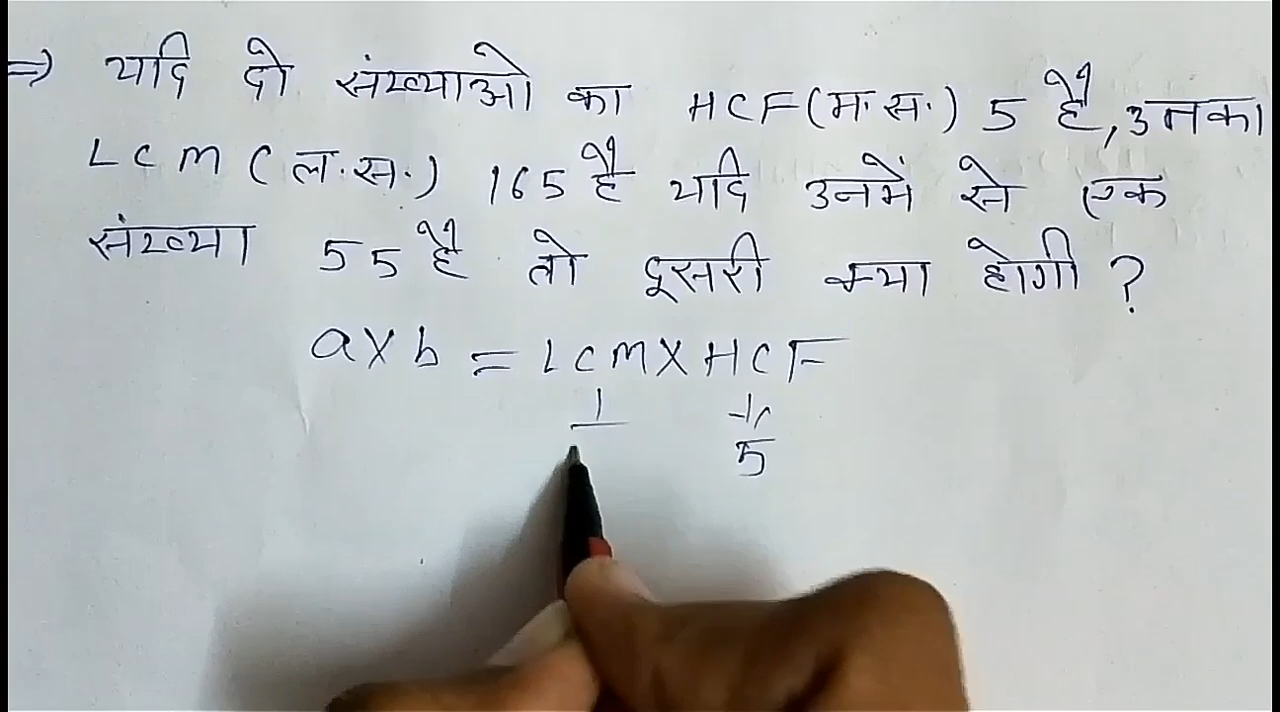 ⇒ यदि दो संख्याओ का HCF(म.स.) 5 है, उनका
LCM (ल.स.) 165 है यदि उनमें से एक
संख्या 55 है तो दूसरी क्या होगी ?
a x b = LCM X HCF
5